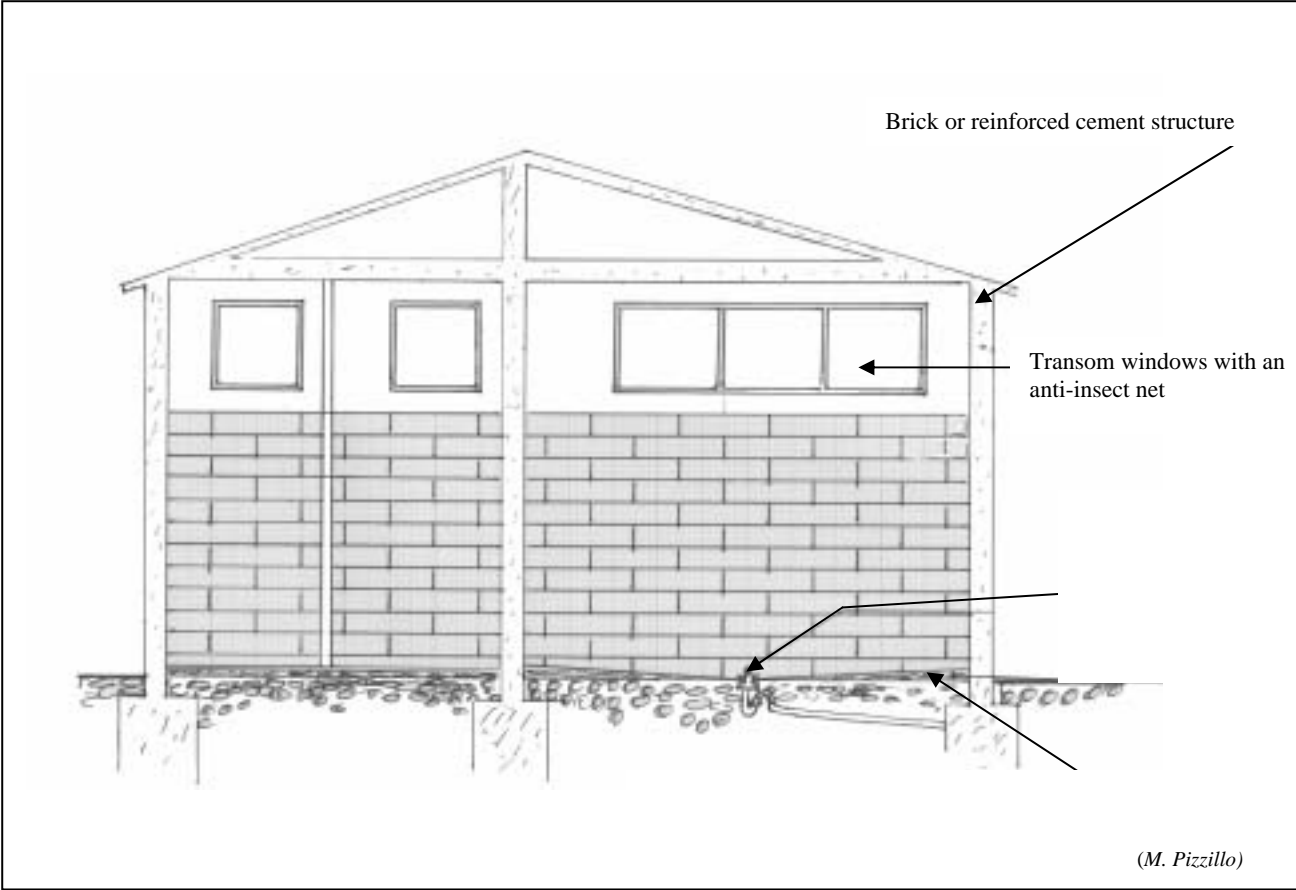 Brick or reinforced cement structure
Transom windows with an
anti-insect net
(M. Pizzillo)